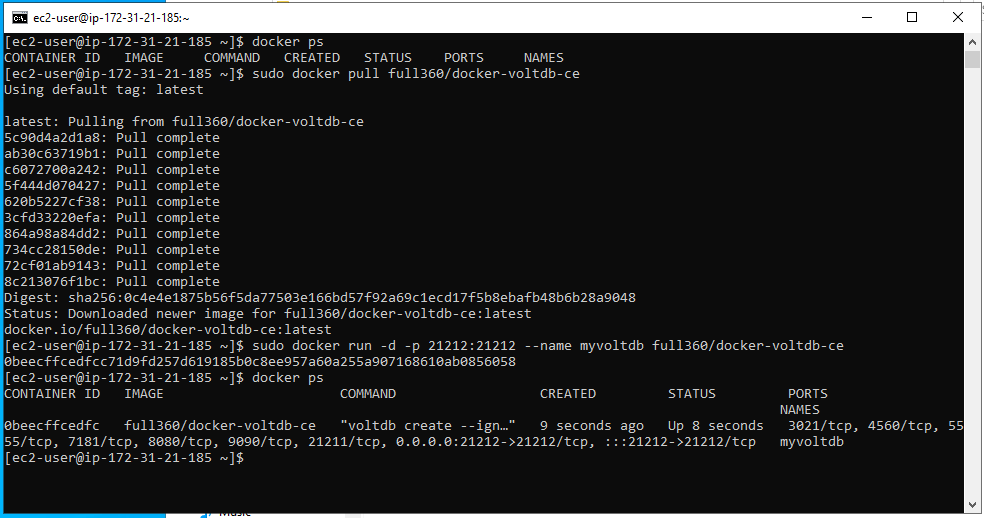 ec2-user@ip-172-31-21-185:~
[ec2-user@ip-172-31-21-185 ~]$ docker ps
CONTAINER ID   IMAGE     COMMAND   CREATED   STATUS    PORTS     NAMES
[ec2-user@ip-172-31-21-185 ~]$ sudo docker pull full360/docker-voltdb-ce
Using default tag: latest
latest: Pulling from full360/docker-voltdb-ce
5c90d4a2d1a8: Pull complete
ab30c63719b1: Pull complete
c6072700a242: Pull complete
5f444d070427: Pull complete
620b5227cf38: Pull complete
3cfd33220efa: Pull complete
864a98a84dd2: Pull complete
734cc28150de: Pull complete
72cf01ab9143: Pull complete
8c213076f1bc: Pull complete
Digest: sha256:0c4e4e1875b56f5da77503e166bd57f92a69c1ecd17f5b8ebafb48b6b28a9048
Status: Downloaded newer image for full360/docker-voltdb-ce:latest
docker.io/full360/docker-voltdb-ce:latest
[ec2-user@ip-172-31-21-185 ~]$ sudo docker run -d -p 21212:21212 --name myvoltdb full360/docker-voltdb-ce
0beecffcedfcc71d9fd257d619185b0c8ee957a60a255a907168610ab0856058
[ec2-user@ip-172-31-21-185 ~]$ docker ps
CONTAINER ID   IMAGE                      COMMAND                  CREATED         STATUS         PORTS
NAMES
0beecffcedfc   full360/docker-voltdb-ce   "voltdb create --ign…"   9 seconds ago   Up 8 seconds   3021/tcp, 4560/tcp, 55
55/tcp, 7181/tcp, 8080/tcp, 9090/tcp, 21211/tcp, 0.0.0.0:21212->21212/tcp, :::21212->21212/tcp   myvoltdb
[ec2-user@ip-172-31-21-185 ~]$
Music